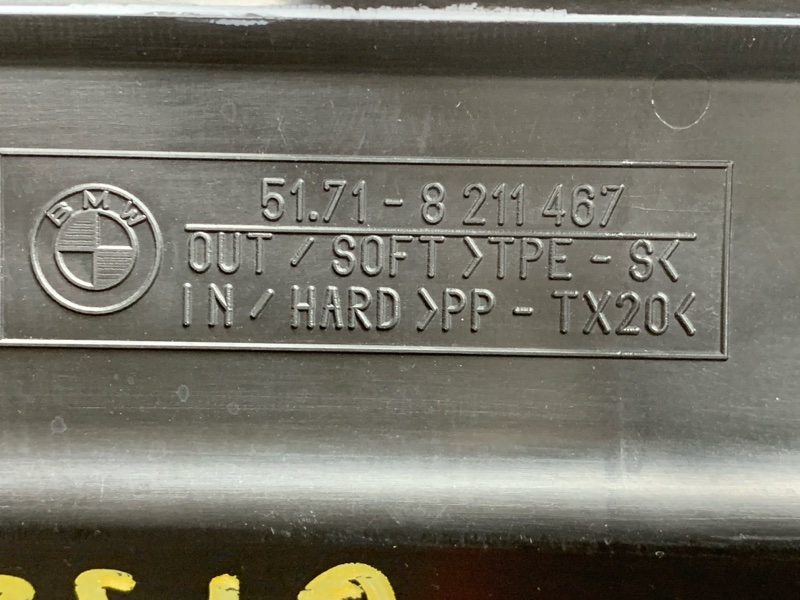 BMW
51.71-8 211 467
OUT / SOFT >TPE-S<
IN / HARD >PP-TX20<